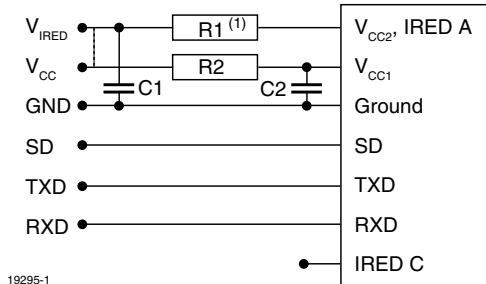 V_IRED R1 (1) V_CC2, IRED A
V_CC R2 V_CC1
C1 C2
GND Ground
SD SD
TXD TXD
RXD RXD
IRED C
19295-1